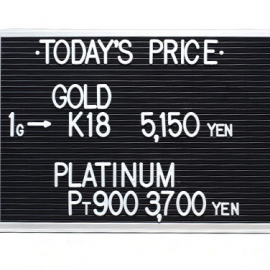 ·TODAY'S PRICE·
GOLD
1G→ K18 5,150 YEN
PLATINUM
PT900 3,700 YEN